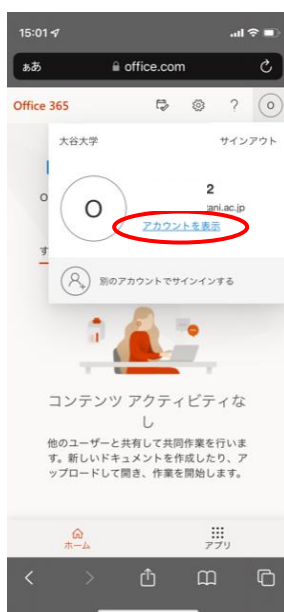 15:01
ぁあ office.com
Office 365 ? O
大谷大学 サインアウト
O
2
ani.ac.jp
アカウントを表示
別のアカウントでサインインする
コンテンツ アクティビティな
し
他のユーザーと共有して共同作業を行いま
す。新しいドキュメントを作成したり、ア
ップロードして開き、作業を開始します。
ホーム アプリ